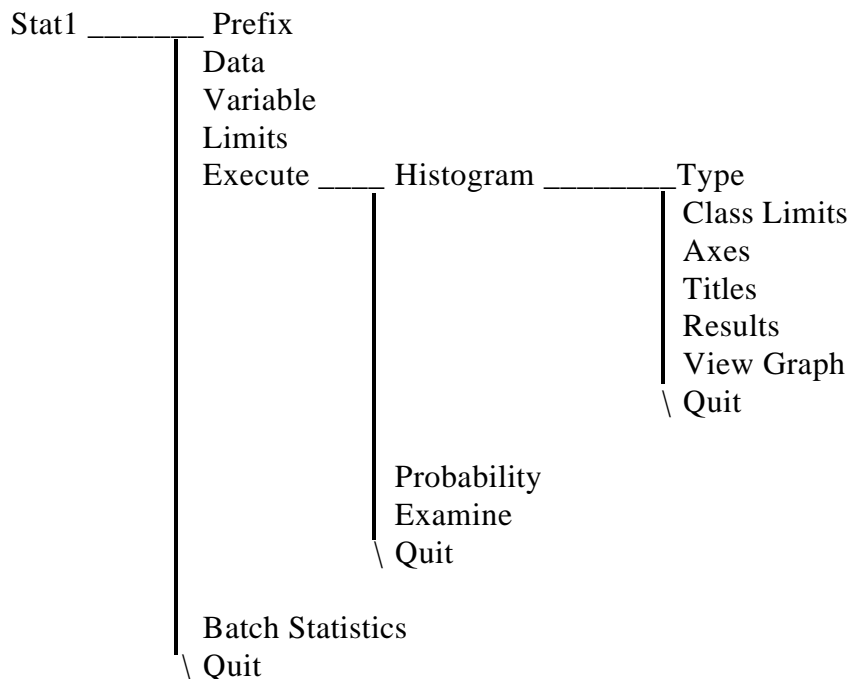 Stat1 _______ Prefix
Data
Variable
Limits
Execute ____ Histogram ________Type
Class Limits
Axes
Titles
Results
View Graph
\ Quit
Probability
Examine
\ Quit
Batch Statistics
\ Quit